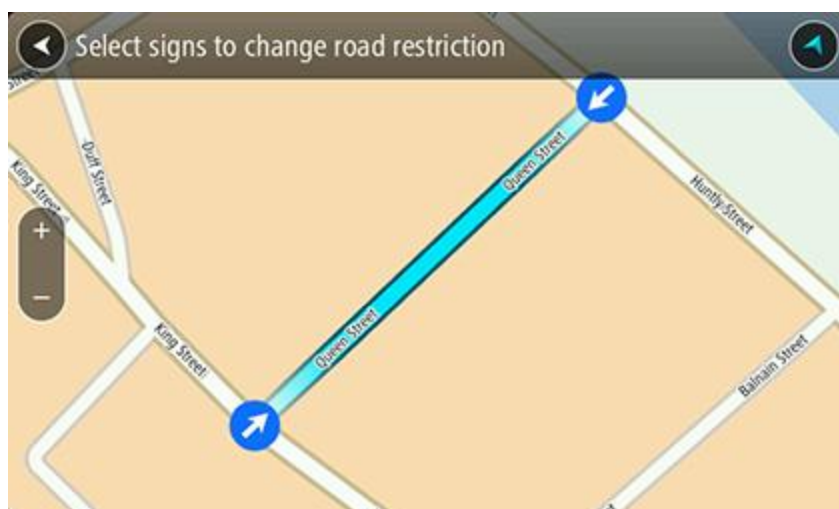 Select signs to change road restriction
Street
Duff Street
King Street
Queen Street
Huntly Street
+
−
Queen Street
King Street
Balnain Street